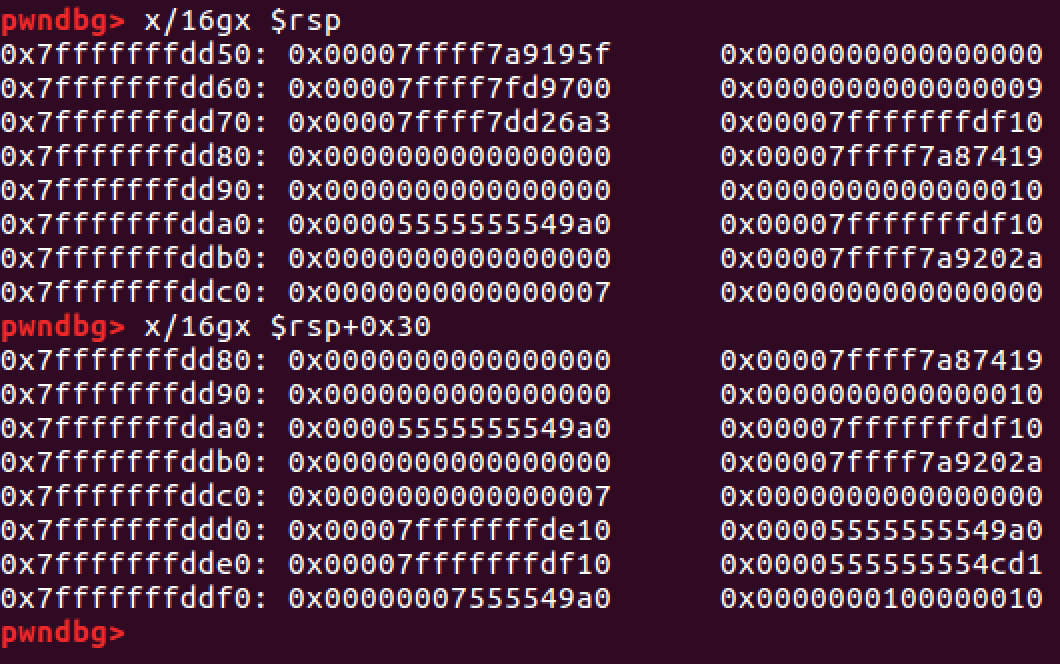 pwndbg> x/16gx $rsp
0x7fffffffdd50: 0x00007ffff7a9195f 0x0000000000000000
0x7fffffffdd60: 0x00007ffff7fd9700 0x0000000000000009
0x7fffffffdd70: 0x00007ffff7dd26a3 0x00007fffffffdf10
0x7fffffffdd80: 0x0000000000000000 0x00007ffff7a87419
0x7fffffffdd90: 0x0000000000000000 0x0000000000000010
0x7fffffffdda0: 0x00005555555549a0 0x00007fffffffdf10
0x7fffffffddb0: 0x0000000000000000 0x00007ffff7a9202a
0x7fffffffddc0: 0x0000000000000007 0x0000000000000000
pwndbg> x/16gx $rsp+0x30
0x7fffffffdd80: 0x0000000000000000 0x00007ffff7a87419
0x7fffffffdd90: 0x0000000000000000 0x0000000000000010
0x7fffffffdda0: 0x00005555555549a0 0x00007fffffffdf10
0x7fffffffddb0: 0x0000000000000000 0x00007ffff7a9202a
0x7fffffffddc0: 0x0000000000000007 0x0000000000000000
0x7fffffffddd0: 0x00007fffffffde10 0x00005555555549a0
0x7fffffffdde0: 0x00007fffffffdf10 0x0000555555554cd1
0x7fffffffddf0: 0x00000007555549a0 0x0000000100000010
pwndbg>